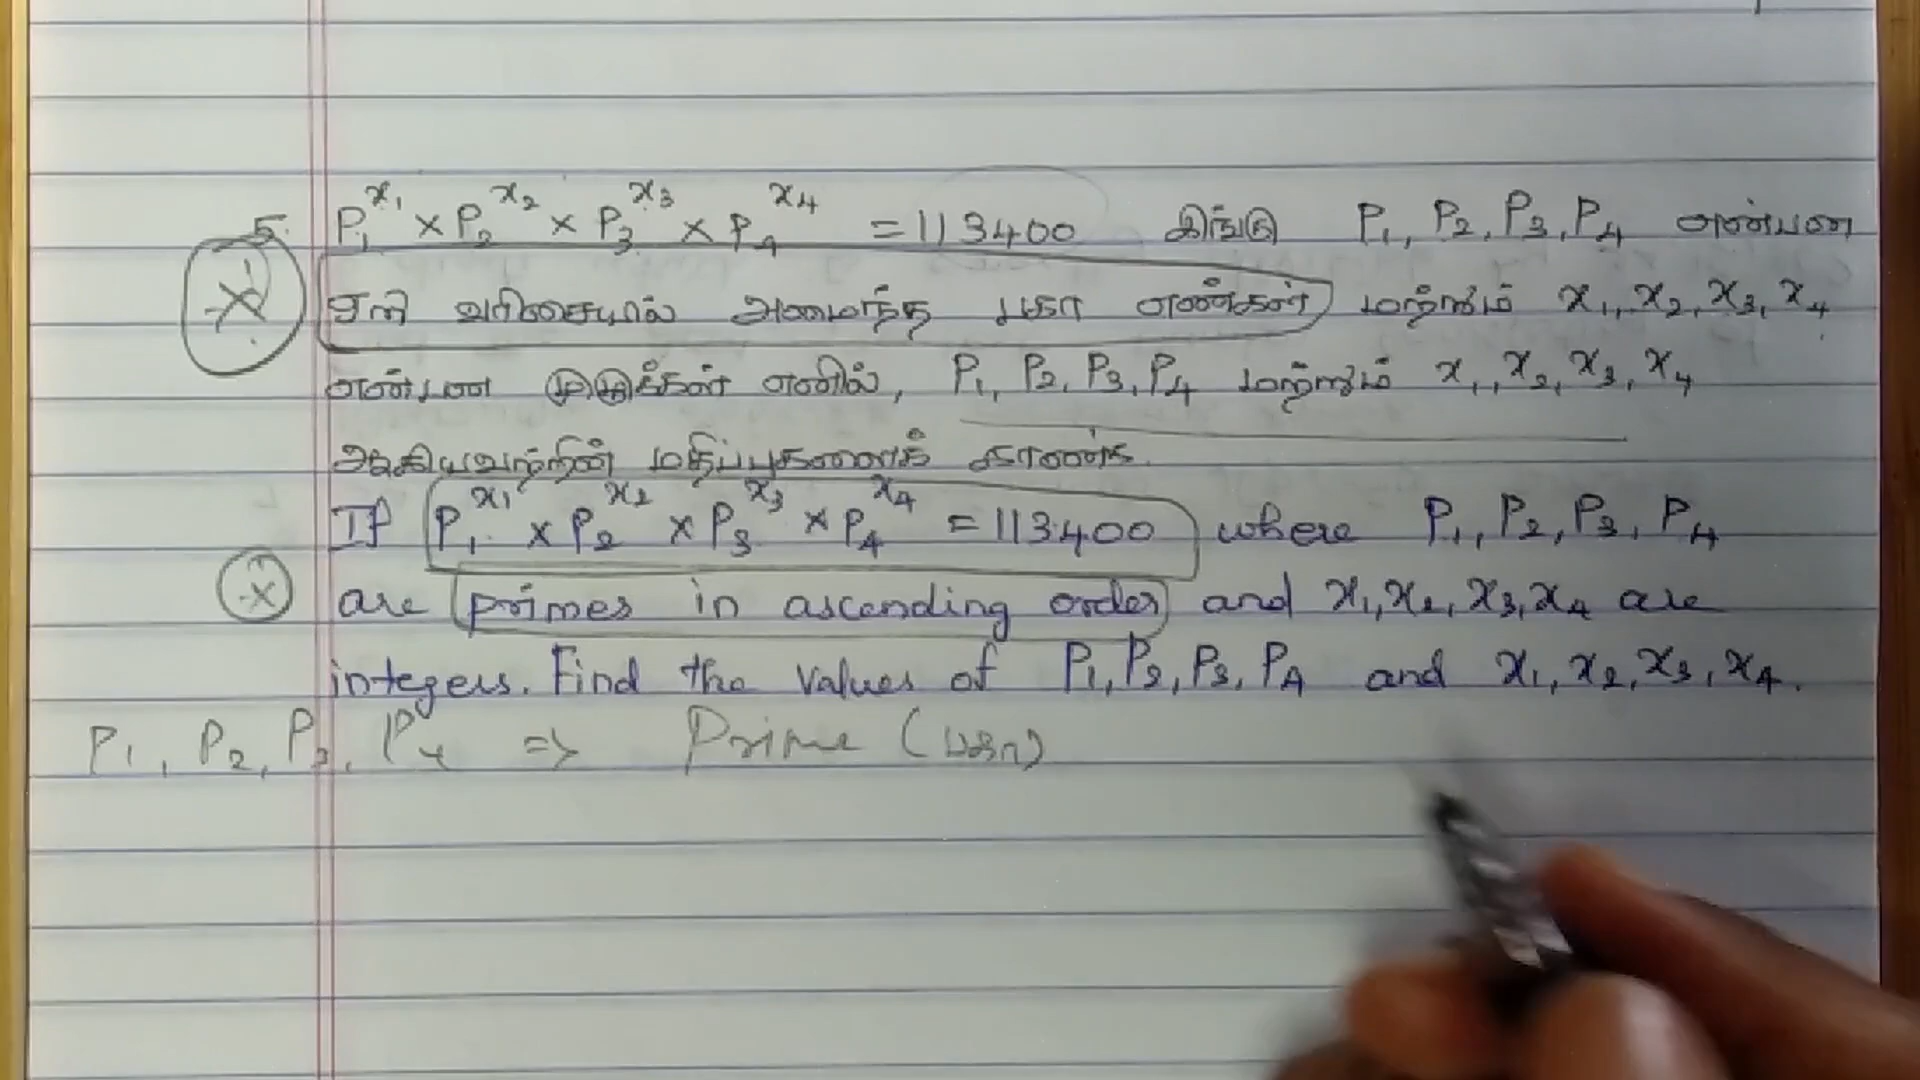 5. P₁^x₁ × P₂^x₂ × P₃^x₃ × P₄^x₄ = 113400 இங்கு P₁, P₂, P₃, P₄ என்பன
ஏறு வரிசையில் அமைந்த பகா எண்கள் மற்றும் x₁, x₂, x₃, x₄
என்பன முழுக்கள் எனில், P₁, P₂, P₃, P₄ மற்றும் x₁, x₂, x₃, x₄
ஆகியவற்றின் மதிப்புகளைக் காண்க.
If P₁^x₁ × P₂^x₂ × P₃^x₃ × P₄^x₄ = 113400 where P₁, P₂, P₃, P₄
are primes in ascending order and x₁, x₂, x₃, x₄ are
integers. Find the values of P₁, P₂, P₃, P₄ and x₁, x₂, x₃, x₄.
P₁, P₂, P₃, P₄ => Prime (பகா)